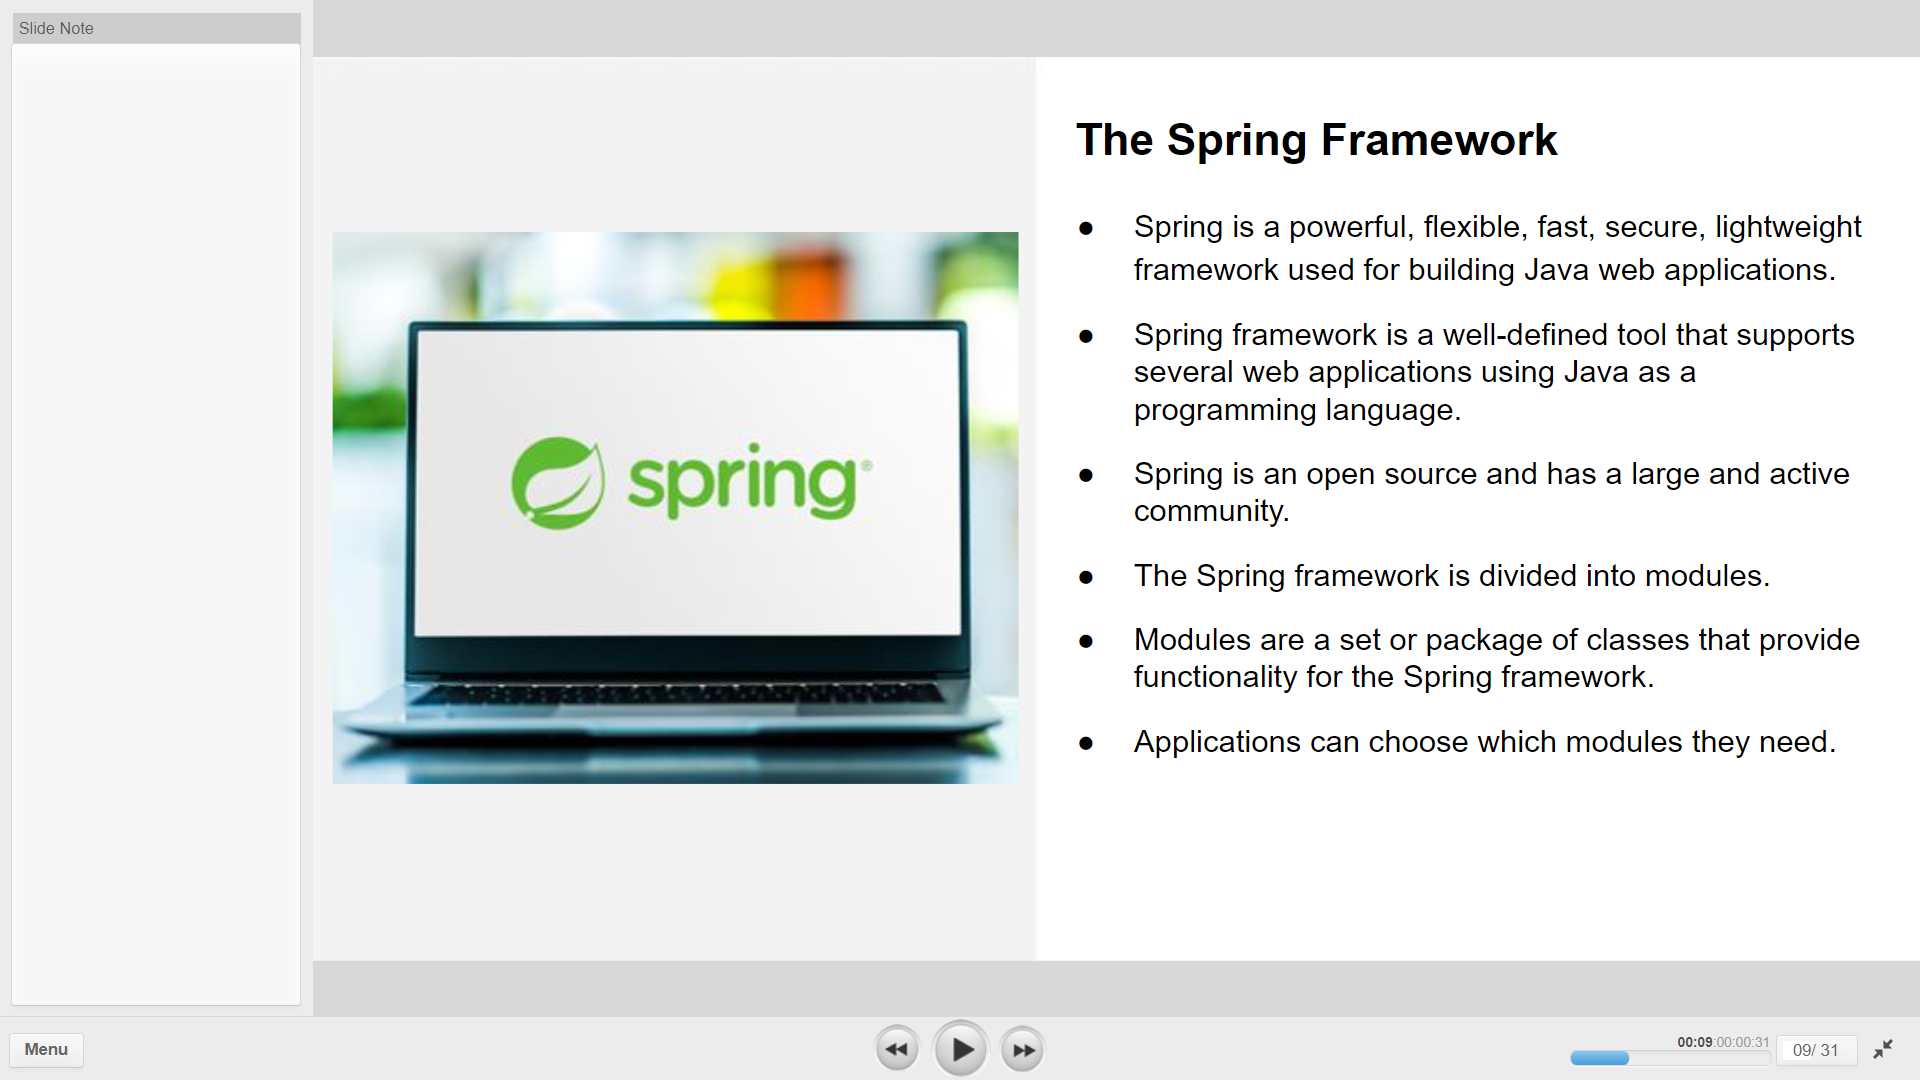 Slide Note
The Spring Framework
● Spring is a powerful, flexible, fast, secure, lightweight
framework used for building Java web applications.
● Spring framework is a well-defined tool that supports
several web applications using Java as a
programming language.
● Spring is an open source and has a large and active
community.
● The Spring framework is divided into modules.
● Modules are a set or package of classes that provide
functionality for the Spring framework.
● Applications can choose which modules they need.
spring®
Menu
00:09:00:00:31
09/ 31